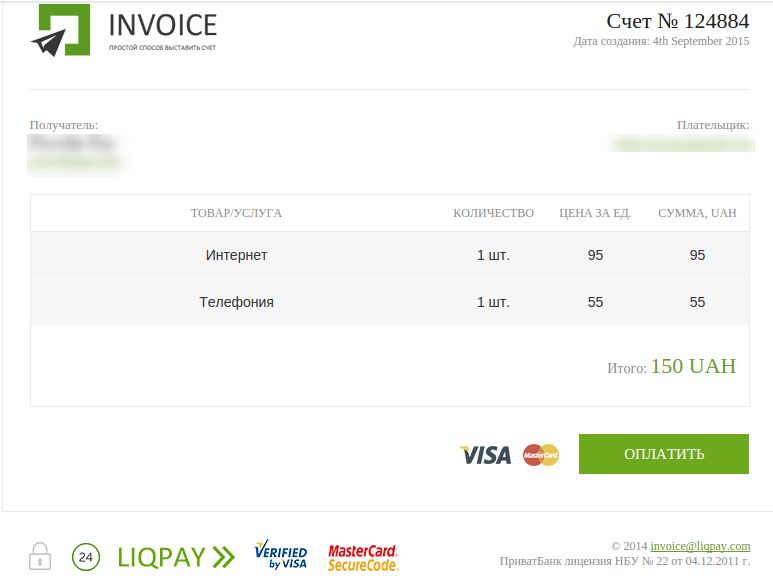 INVOICE
ПРОСТОЙ СПОСОБ ВЫСТАВИТЬ СЧЕТ
Счет № 124884
Дата создания: 4th September 2015
Получатель:
Плательщик:
ТОВАР/УСЛУГА КОЛИЧЕСТВО ЦЕНА ЗА ЕД. СУММА, UAH
Интернет 1 шт. 95 95
Телефония 1 шт. 55 55
Итого: 150 UAH
VISA MasterCard ОПЛАТИТЬ
24 LIQPAY VERIFIED by VISA MasterCard. SecureCode.
© 2014 invoice@liqpay.com
ПриватБанк лицензия НБУ № 22 от 04.12.2011 г.